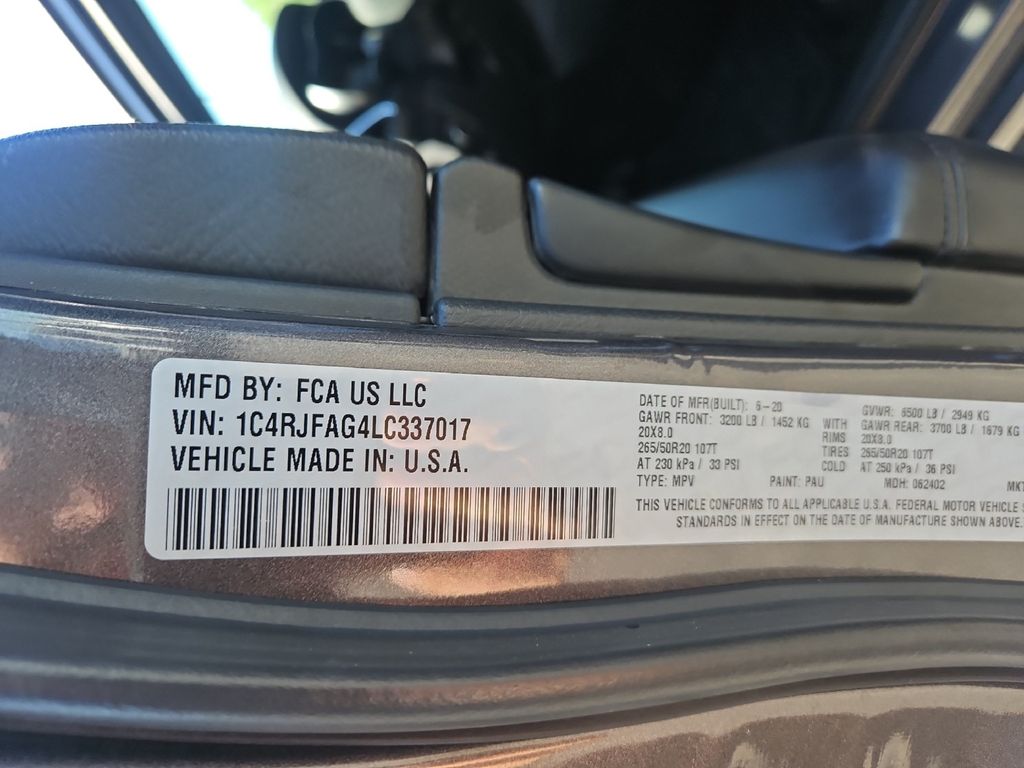 MFD BY: FCA US LLC
VIN: 1C4RJFAG4LC337017
VEHICLE MADE IN: U.S.A.
DATE OF MFR(BUILT): 6-20 GVWR: 6500 LB / 2949 KG
GAWR FRONT: 3200 LB / 1452 KG WITH GAWR REAR: 3700 LB / 1679 KG
20X8.0 RIMS 20X8.0
265/50R20 107T TIRES 265/50R20 107T
AT 230 kPa / 33 PSI COLD AT 250 kPa / 36 PSI
TYPE: MPV PAINT: PAU MDH: 062402 MKT
THIS VEHICLE CONFORMS TO ALL APPLICABLE U.S.A. FEDERAL MOTOR VEHICLE S
STANDARDS IN EFFECT ON THE DATE OF MANUFACTURE SHOWN ABOVE.